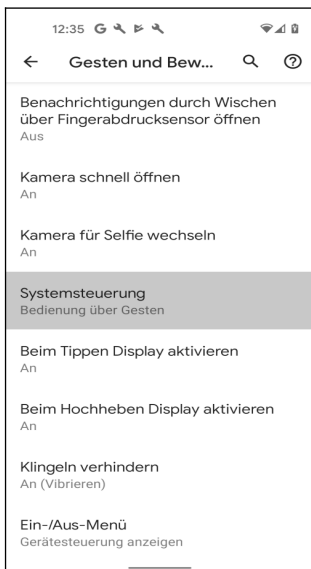 12:35 G
Gesten und Bew...
Benachrichtigungen durch Wischen
über Fingerabdrucksensor öffnen
Aus
Kamera schnell öffnen
An
Kamera für Selfie wechseln
An
Systemsteuerung
Bedienung über Gesten
Beim Tippen Display aktivieren
An
Beim Hochheben Display aktivieren
An
Klingeln verhindern
An (Vibrieren)
Ein-/Aus-Menü
Gerätesteuerung anzeigen